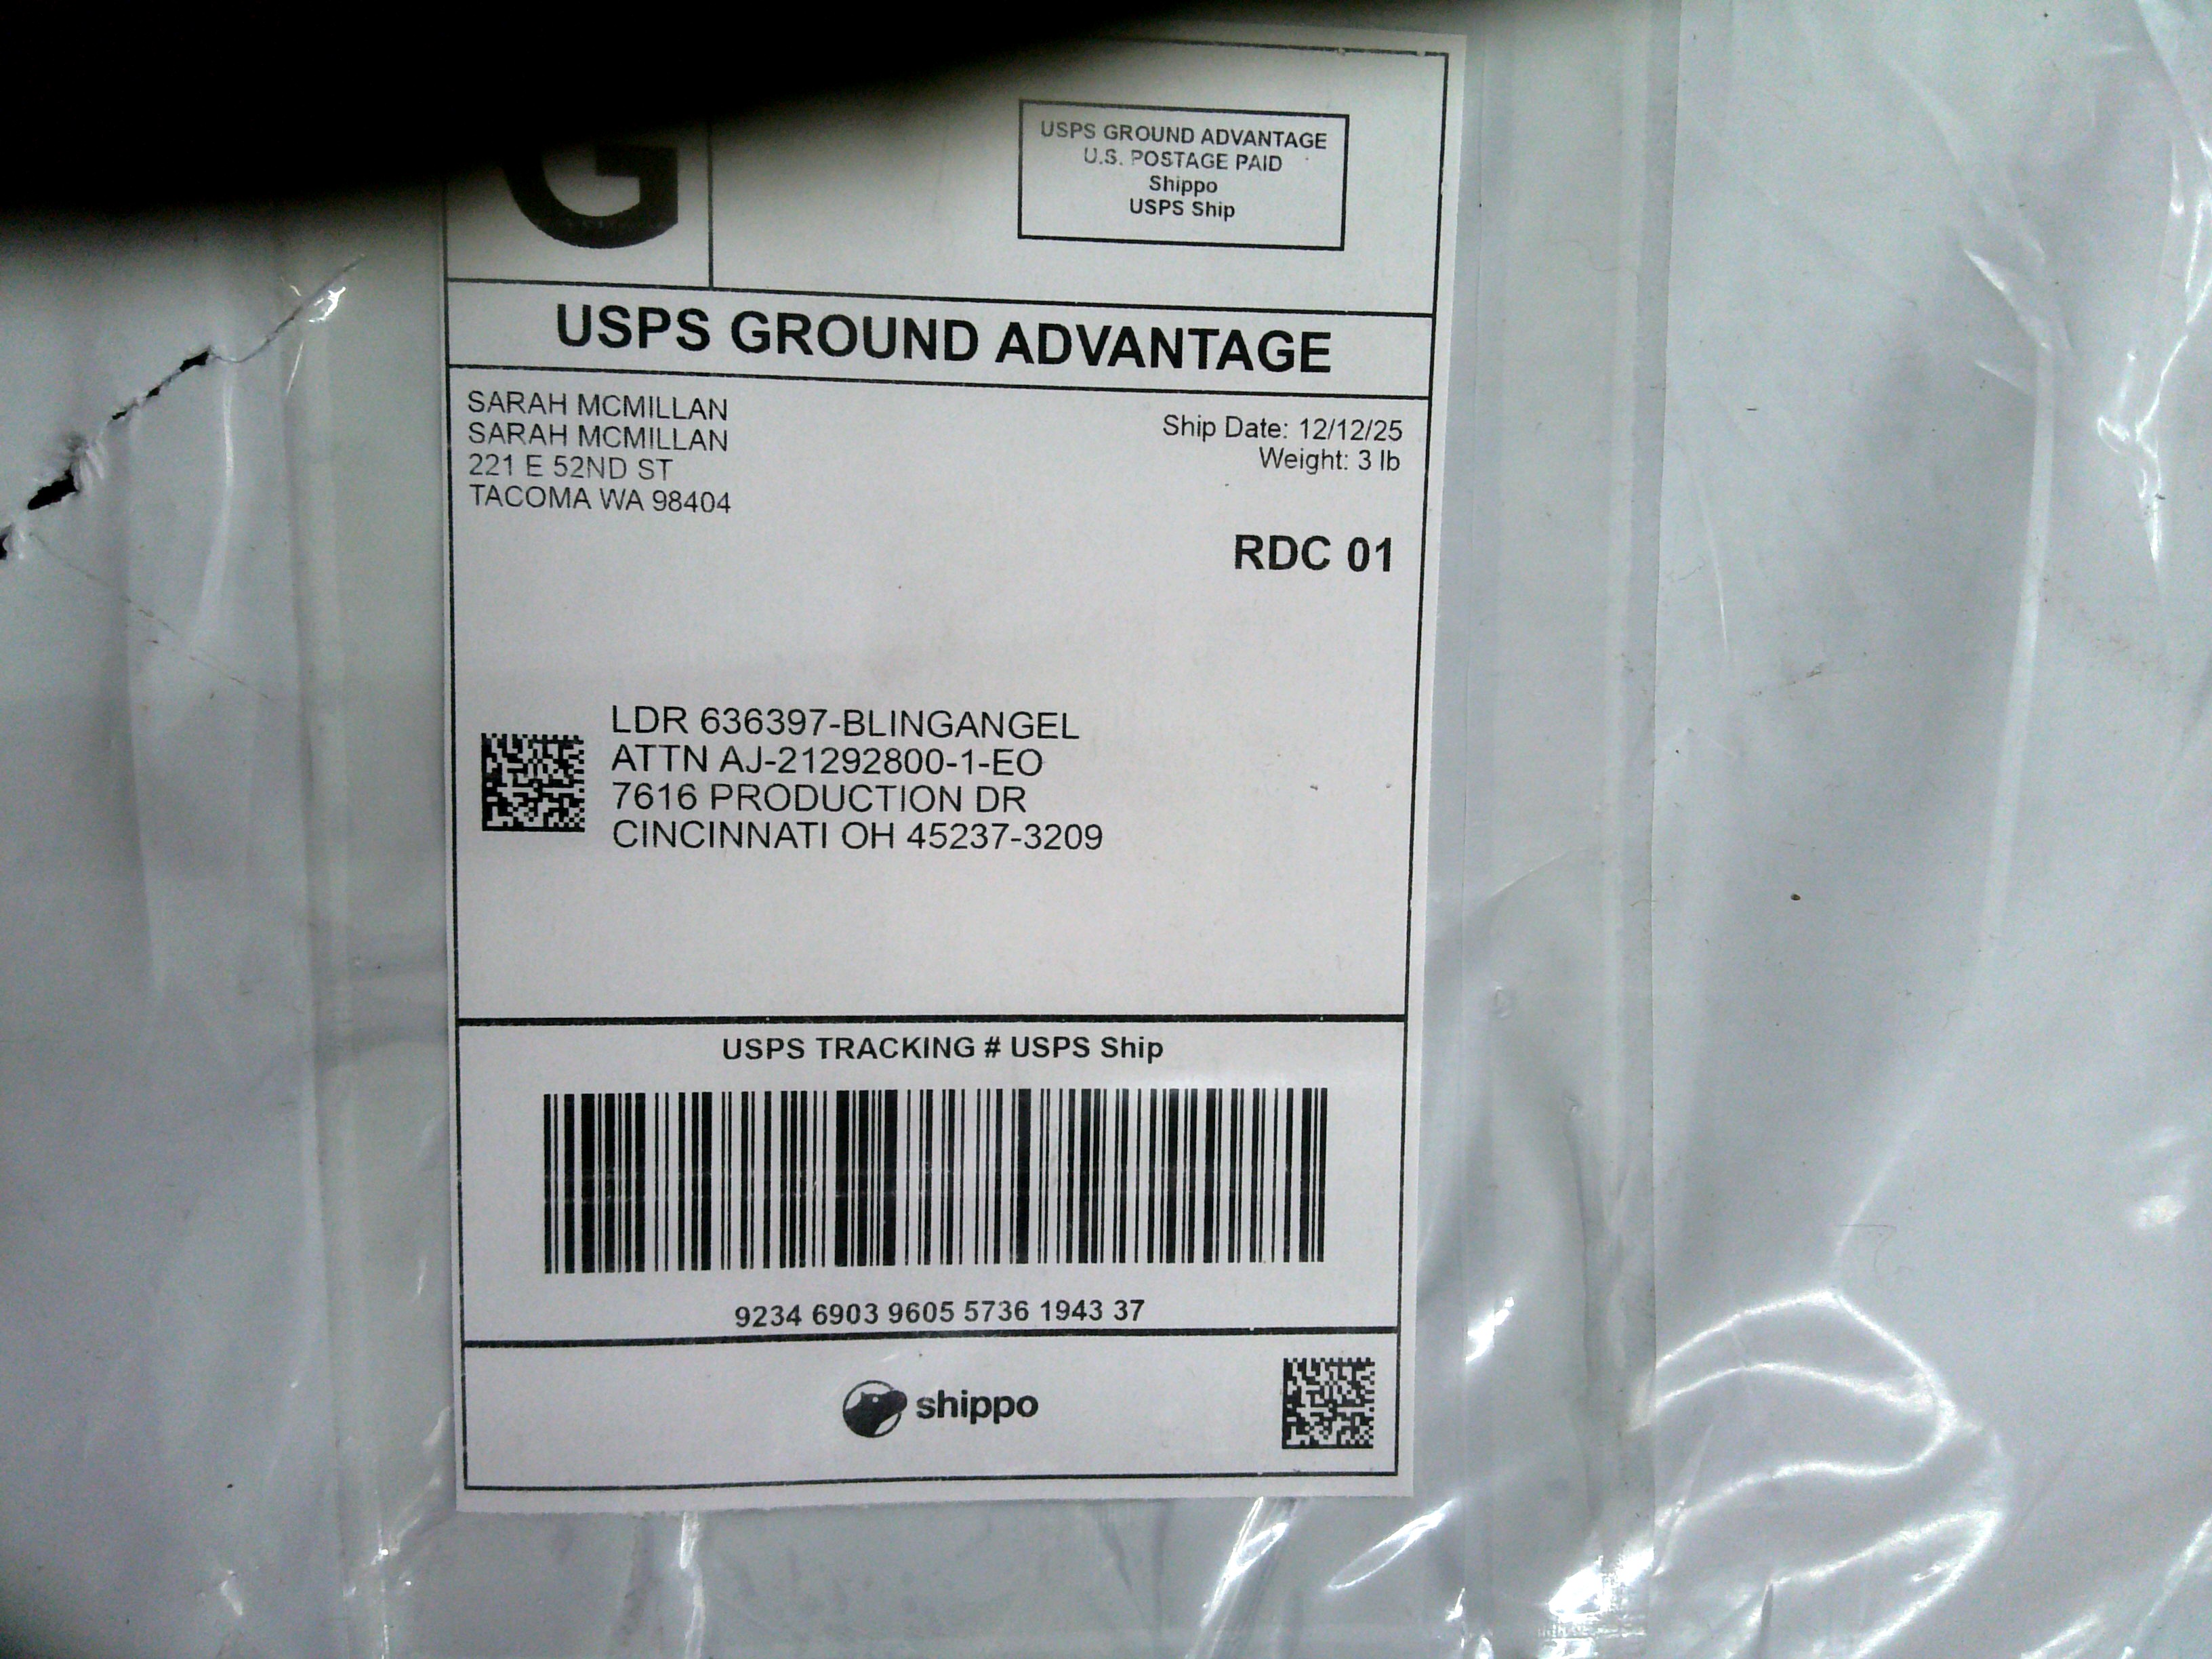 G
USPS GROUND ADVANTAGE
U.S. POSTAGE PAID
Shippo
USPS Ship
USPS GROUND ADVANTAGE
SARAH MCMILLAN
SARAH MCMILLAN
221 E 52ND ST
TACOMA WA 98404
Ship Date: 12/12/25
Weight: 3 lb
RDC 01
LDR 636397-BLINGANGEL
ATTN AJ-21292800-1-EO
7616 PRODUCTION DR
CINCINNATI OH 45237-3209
USPS TRACKING # USPS Ship
9234 6903 9605 5736 1943 37
shippo